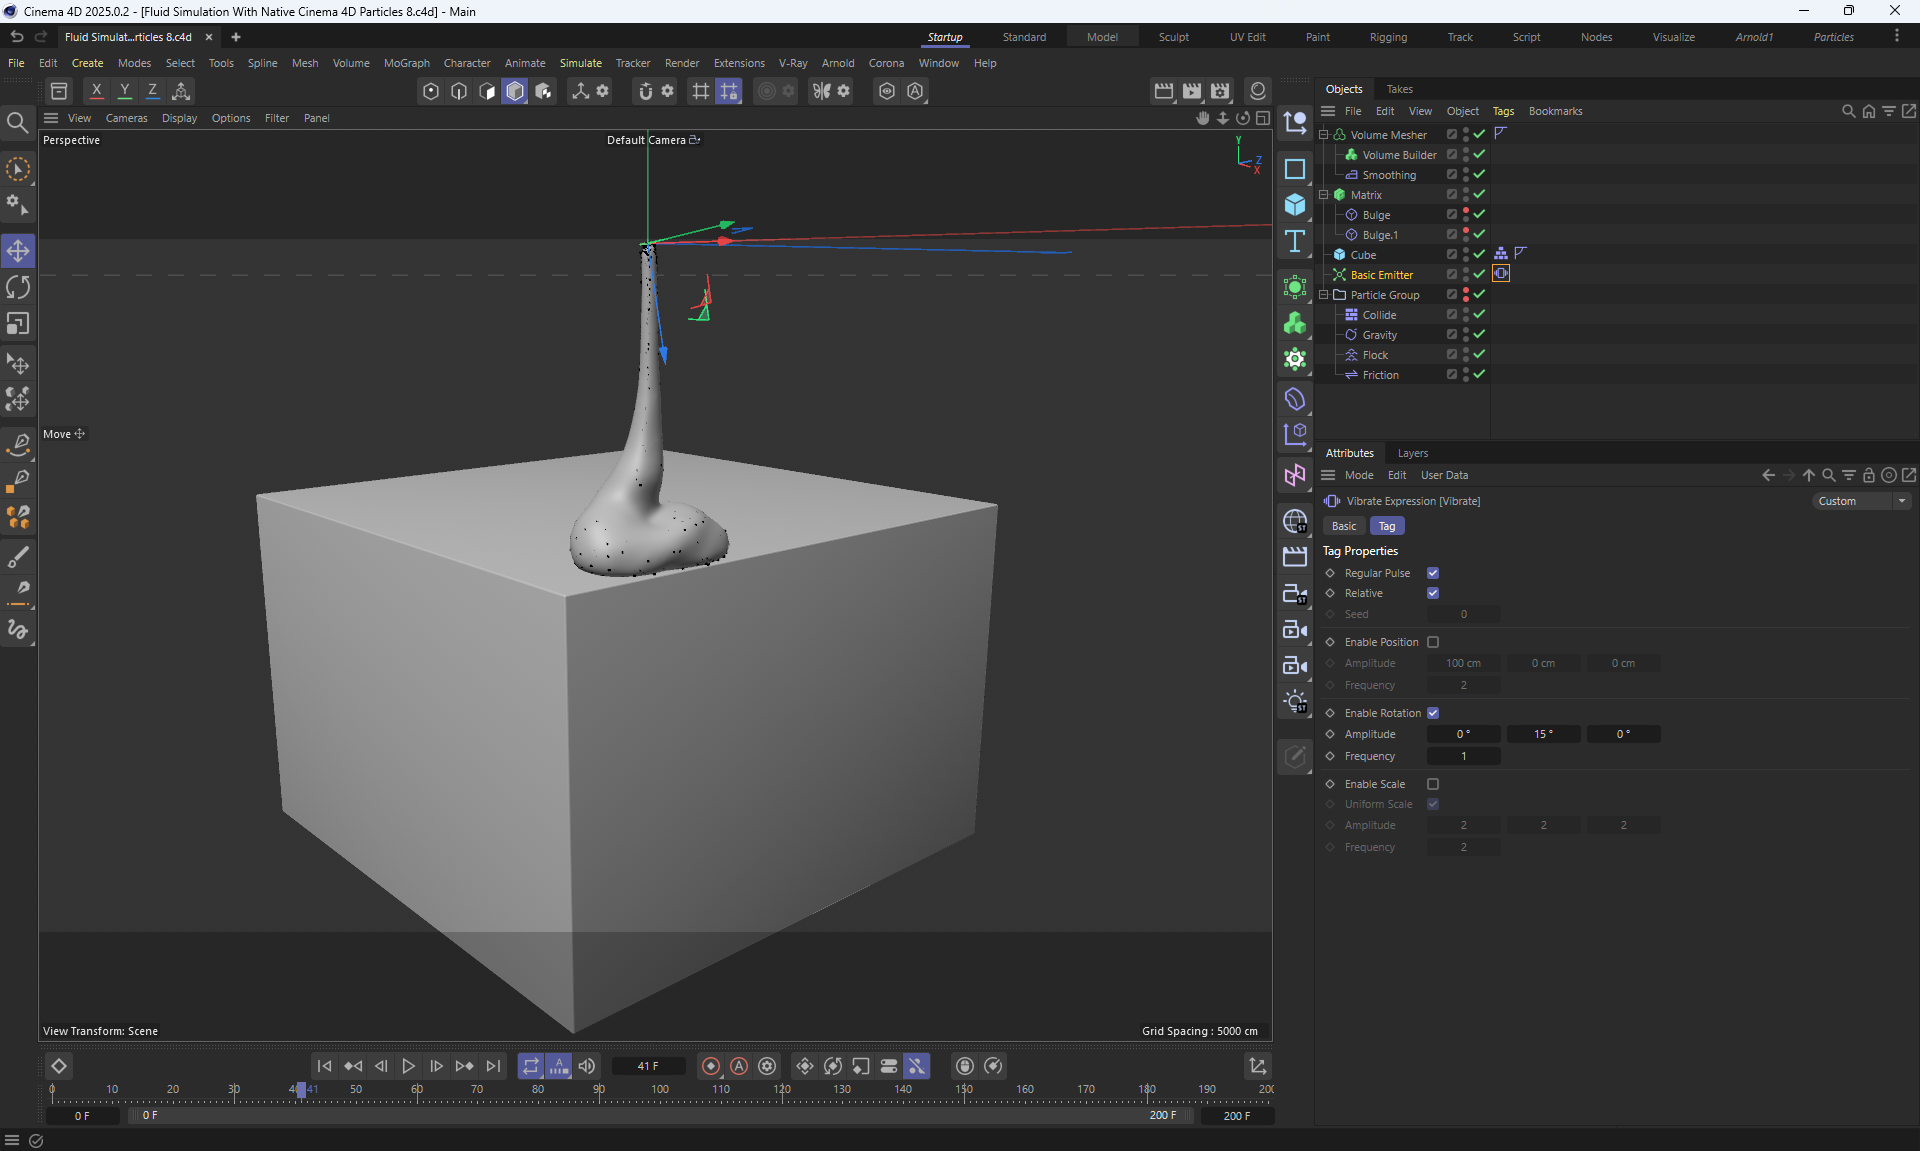 Cinema 4D 2025.0.2 - [Fluid Simulation With Native Cinema 4D Particles 8.c4d] - Main
Fluid Simulat...rticles 8.c4d
Startup Standard Model Sculpt UV Edit Paint Rigging Track Script Nodes Visualize Arnold1 Particles
File Edit Create Modes Select Tools Spline Mesh Volume MoGraph Character Animate Simulate Tracker Render Extensions V-Ray Arnold Corona Window Help
X Y Z
View Cameras Display Options Filter Panel
Perspective
Default Camera
Y
Z
X
Move
View Transform: Scene
Grid Spacing : 5000 cm
ST
ST
ST
Objects Takes
File Edit View Object Tags Bookmarks
Volume Mesher
Volume Builder
Smoothing
Matrix
Bulge
Bulge.1
Cube
Basic Emitter
Particle Group
Collide
Gravity
Flock
Friction
Attributes Layers
Mode Edit User Data
Vibrate Expression [Vibrate]
Custom
Basic Tag
Tag Properties
Regular Pulse
Relative
Seed 0
Enable Position
Amplitude 100 cm 0 cm 0 cm
Frequency 2
Enable Rotation
Amplitude 0 ° 15 ° 0 °
Frequency 1
Enable Scale
Uniform Scale
Amplitude 2 2 2
Frequency 2
A
41 F
A
0 10 20 30 40 41 50 60 70 80 90 100 110 120 130 140 150 160 170 180 190 200
0 F 0 F 200 F 200 F